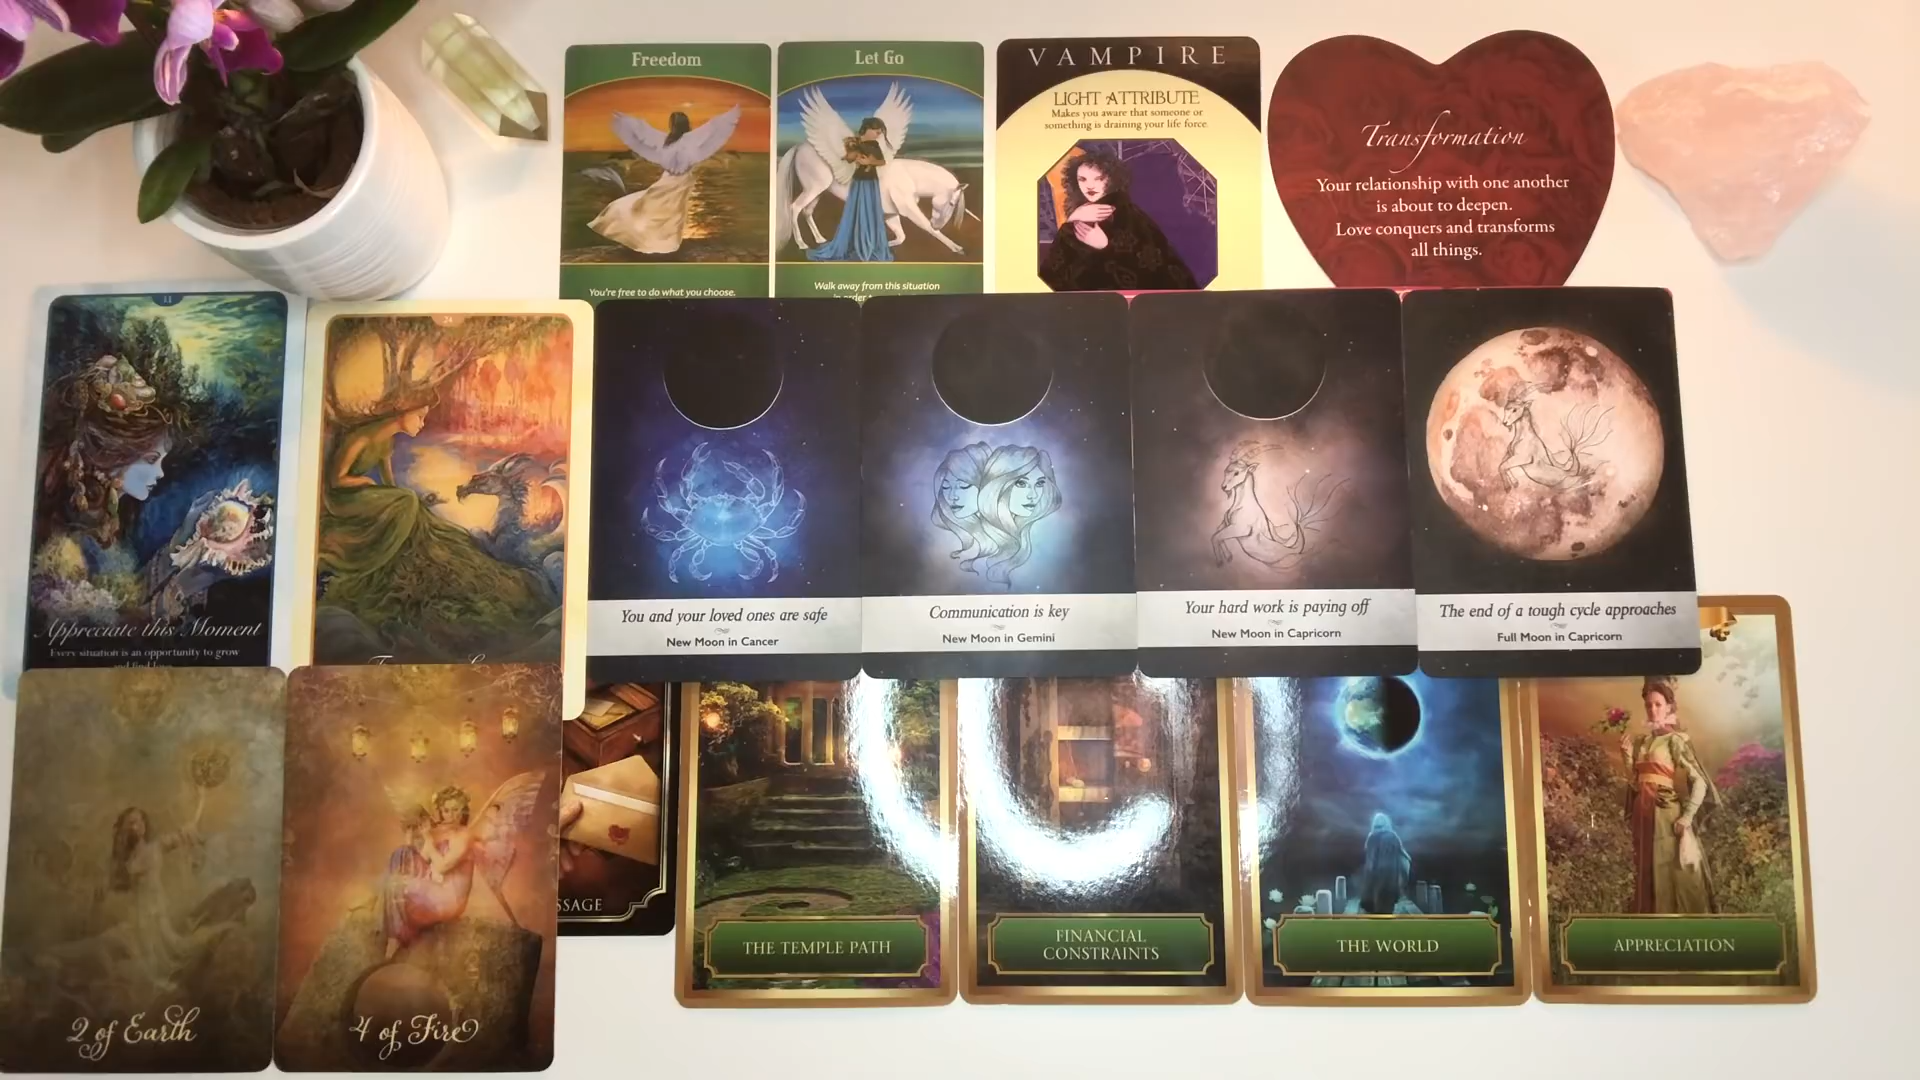 Freedom
You're free to do what you choose.
Let Go
Walk away from this situation
VAMPIRE
LIGHT ATTRIBUTE
Makes you aware that someone or
something is draining your life force.
Transformation
Your relationship with one another
is about to deepen.
Love conquers and transforms
all things.
11
Appreciate this Moment
Every situation is an opportunity to grow
and find love
24
You and your loved ones are safe
New Moon in Cancer
Communication is key
New Moon in Gemini
Your hard work is paying off
New Moon in Capricorn
The end of a tough cycle approaches
Full Moon in Capricorn
2 of Earth
4 of Fire
SSAGE
THE TEMPLE PATH
FINANCIAL
CONSTRAINTS
THE WORLD
APPRECIATION